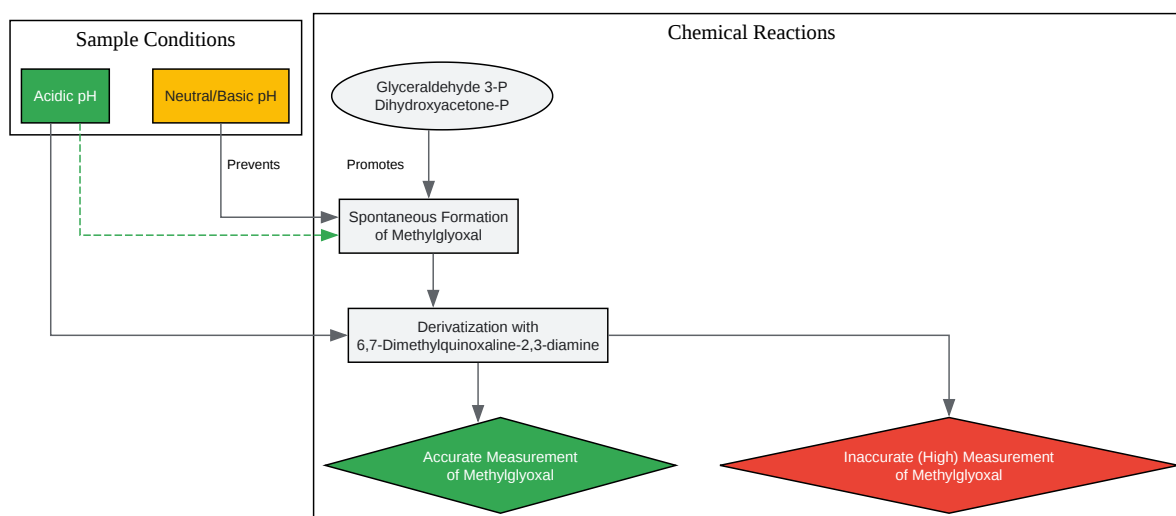 Sample Conditions
Chemical Reactions
Acidic pH
Neutral/Basic pH
Glyceraldehyde 3-P
Dihydroxyacetone-P
Prevents
Promotes
Spontaneous Formation
of Methylglyoxal
Derivatization with
6,7-Dimethylquinoxaline-2,3-diamine
Accurate Measurement
of Methylglyoxal
Inaccurate (High) Measurement
of Methylglyoxal